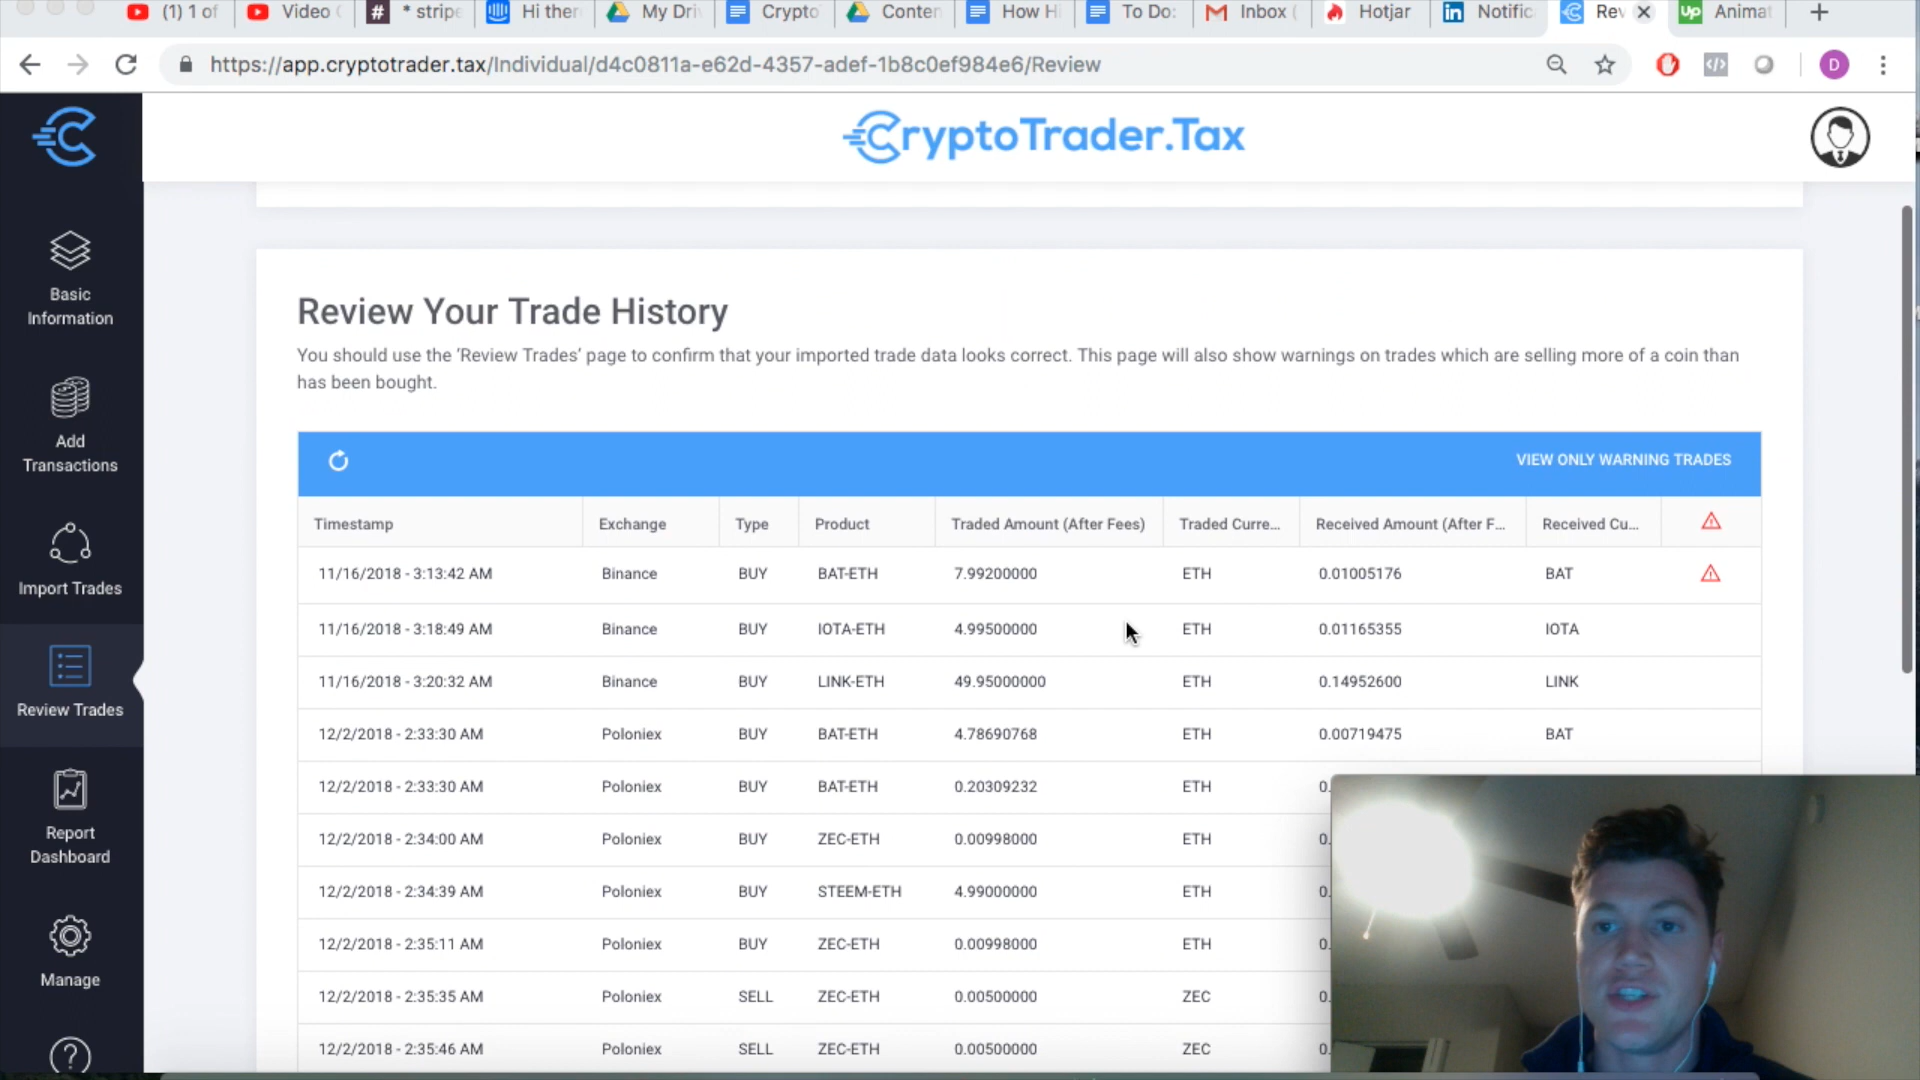 (1) 1 of
Video
# * stripe
Hi ther
My Dri
Crypto
Conten
How Hi
To Do:
Inbox (
Hotjar
Notific
Rev
Up Animat
https://app.cryptotrader.tax/Individual/d4c0811a-e62d-4357-adef-1b8c0ef984e6/Review
D
CryptoTrader.Tax
Basic
Information
Add
Transactions
Import Trades
Review Trades
Report
Dashboard
Manage
Review Your Trade History
You should use the 'Review Trades' page to confirm that your imported trade data looks correct. This page will also show warnings on trades which are selling more of a coin than
has been bought.
VIEW ONLY WARNING TRADES
Timestamp Exchange Type Product Traded Amount (After Fees) Traded Curre... Received Amount (After F... Received Cu...
11/16/2018 - 3:13:42 AM Binance BUY BAT-ETH 7.99200000 ETH 0.01005176 BAT
11/16/2018 - 3:18:49 AM Binance BUY IOTA-ETH 4.99500000 ETH 0.01165355 IOTA
11/16/2018 - 3:20:32 AM Binance BUY LINK-ETH 49.95000000 ETH 0.14952600 LINK
12/2/2018 - 2:33:30 AM Poloniex BUY BAT-ETH 4.78690768 ETH 0.00719475 BAT
12/2/2018 - 2:33:30 AM Poloniex BUY BAT-ETH 0.20309232 ETH 0.
12/2/2018 - 2:34:00 AM Poloniex BUY ZEC-ETH 0.00998000 ETH 0.
12/2/2018 - 2:34:39 AM Poloniex BUY STEEM-ETH 4.99000000 ETH 0.
12/2/2018 - 2:35:11 AM Poloniex BUY ZEC-ETH 0.00998000 ETH 0.
12/2/2018 - 2:35:35 AM Poloniex SELL ZEC-ETH 0.00500000 ZEC 0.
12/2/2018 - 2:35:46 AM Poloniex SELL ZEC-ETH 0.00500000 ZEC 0.